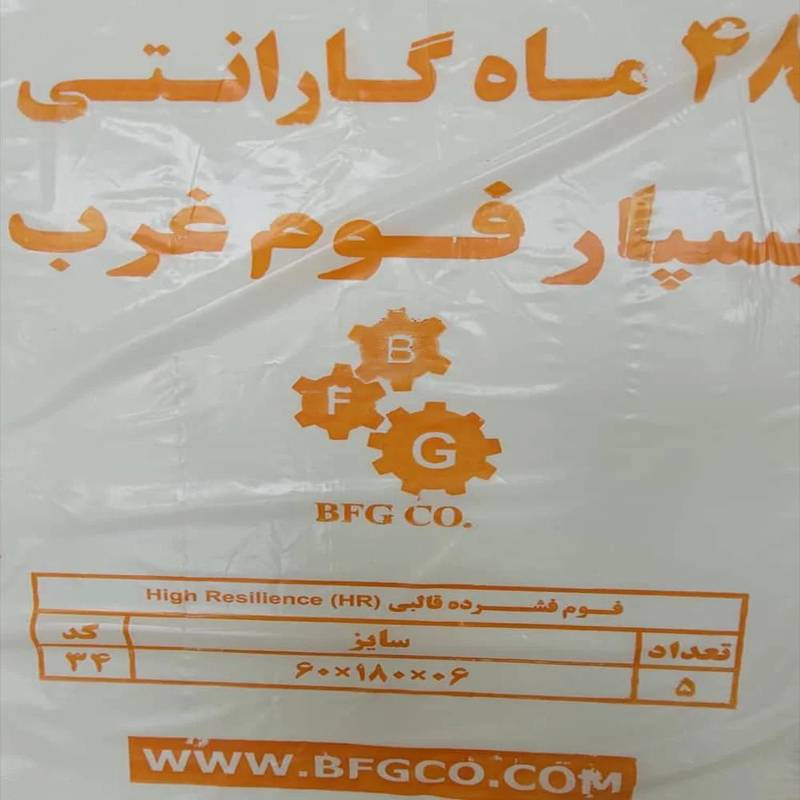 ۴۸ ماه گارانتی
بسپار فوم غرب
B
F
G
BFG CO.
فوم فشرده قالبی High Resilience (HR)
تعداد سایز کد
۵ ۶۰×۱۸۰×۰۶ ۳۴
WWW.BFGCO.COM